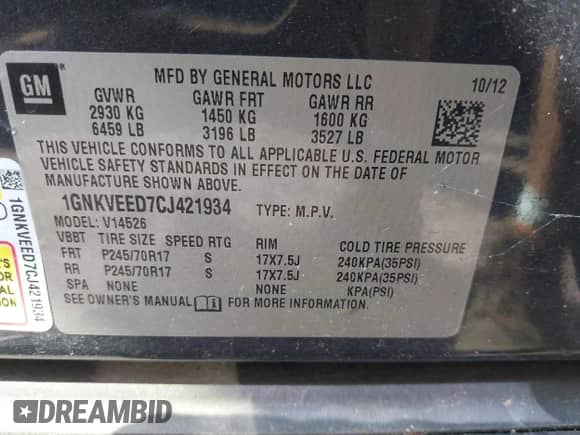 GM
MFD BY GENERAL MOTORS LLC 10/12
GVWR GAWR FRT GAWR RR
2930 KG 1450 KG 1600 KG
6459 LB 3196 LB 3527 LB
THIS VEHICLE CONFORMS TO ALL APPLICABLE U.S. FEDERAL MOTOR
VEHICLE SAFETY STANDARDS IN EFFECT ON THE DATE OF
MANUFACTURE SHOWN ABOVE.
1GNKVEED7CJ421934 TYPE: M.P.V.
MODEL: V14526
VBBT TIRE SIZE SPEED RTG RIM COLD TIRE PRESSURE
FRT P245/70R17 S 17X7.5J 240KPA(35PSI)
RR P245/70R17 S 17X7.5J 240KPA(35PSI)
SPA NONE NONE KPA(PSI)
SEE OWNER'S MANUAL FOR MORE INFORMATION.
1GNKVEED7CJ421934
DREAMBID